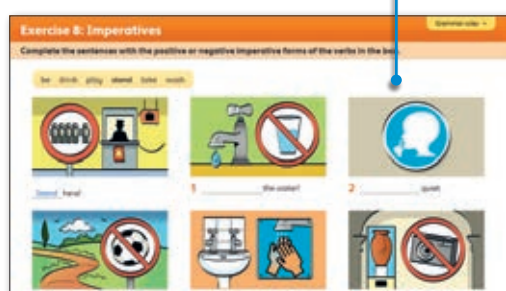 Exercise 8: Imperatives
Grammar rules
Complete the sentences with the positive or negative imperative forms of the verbs in the box.
be drink play stand take wash
Stand here!
1 the water!
2 quiet